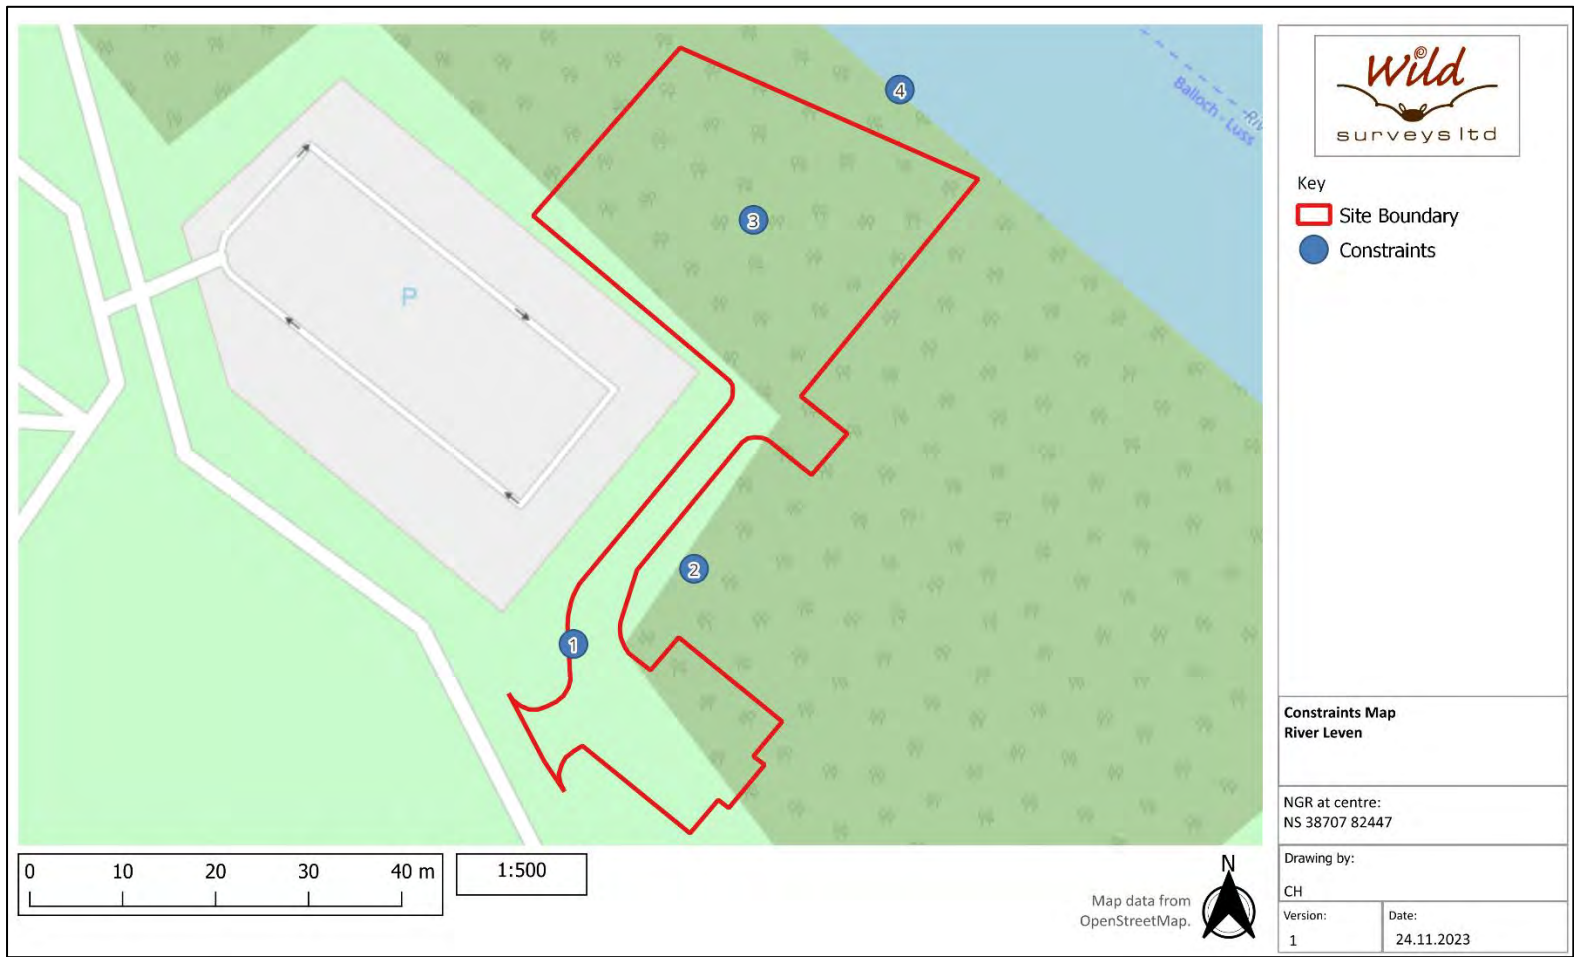 4
Balloch - Luss
Riv
3
P
2
1
Wild
surveys ltd
Key
Site Boundary
Constraints
Constraints Map
River Leven
NGR at centre:
NS 38707 82447
Drawing by:
CH
Version:
1
Date:
24.11.2023
0 10 20 30 40 m
1:500
Map data from
OpenStreetMap.
N